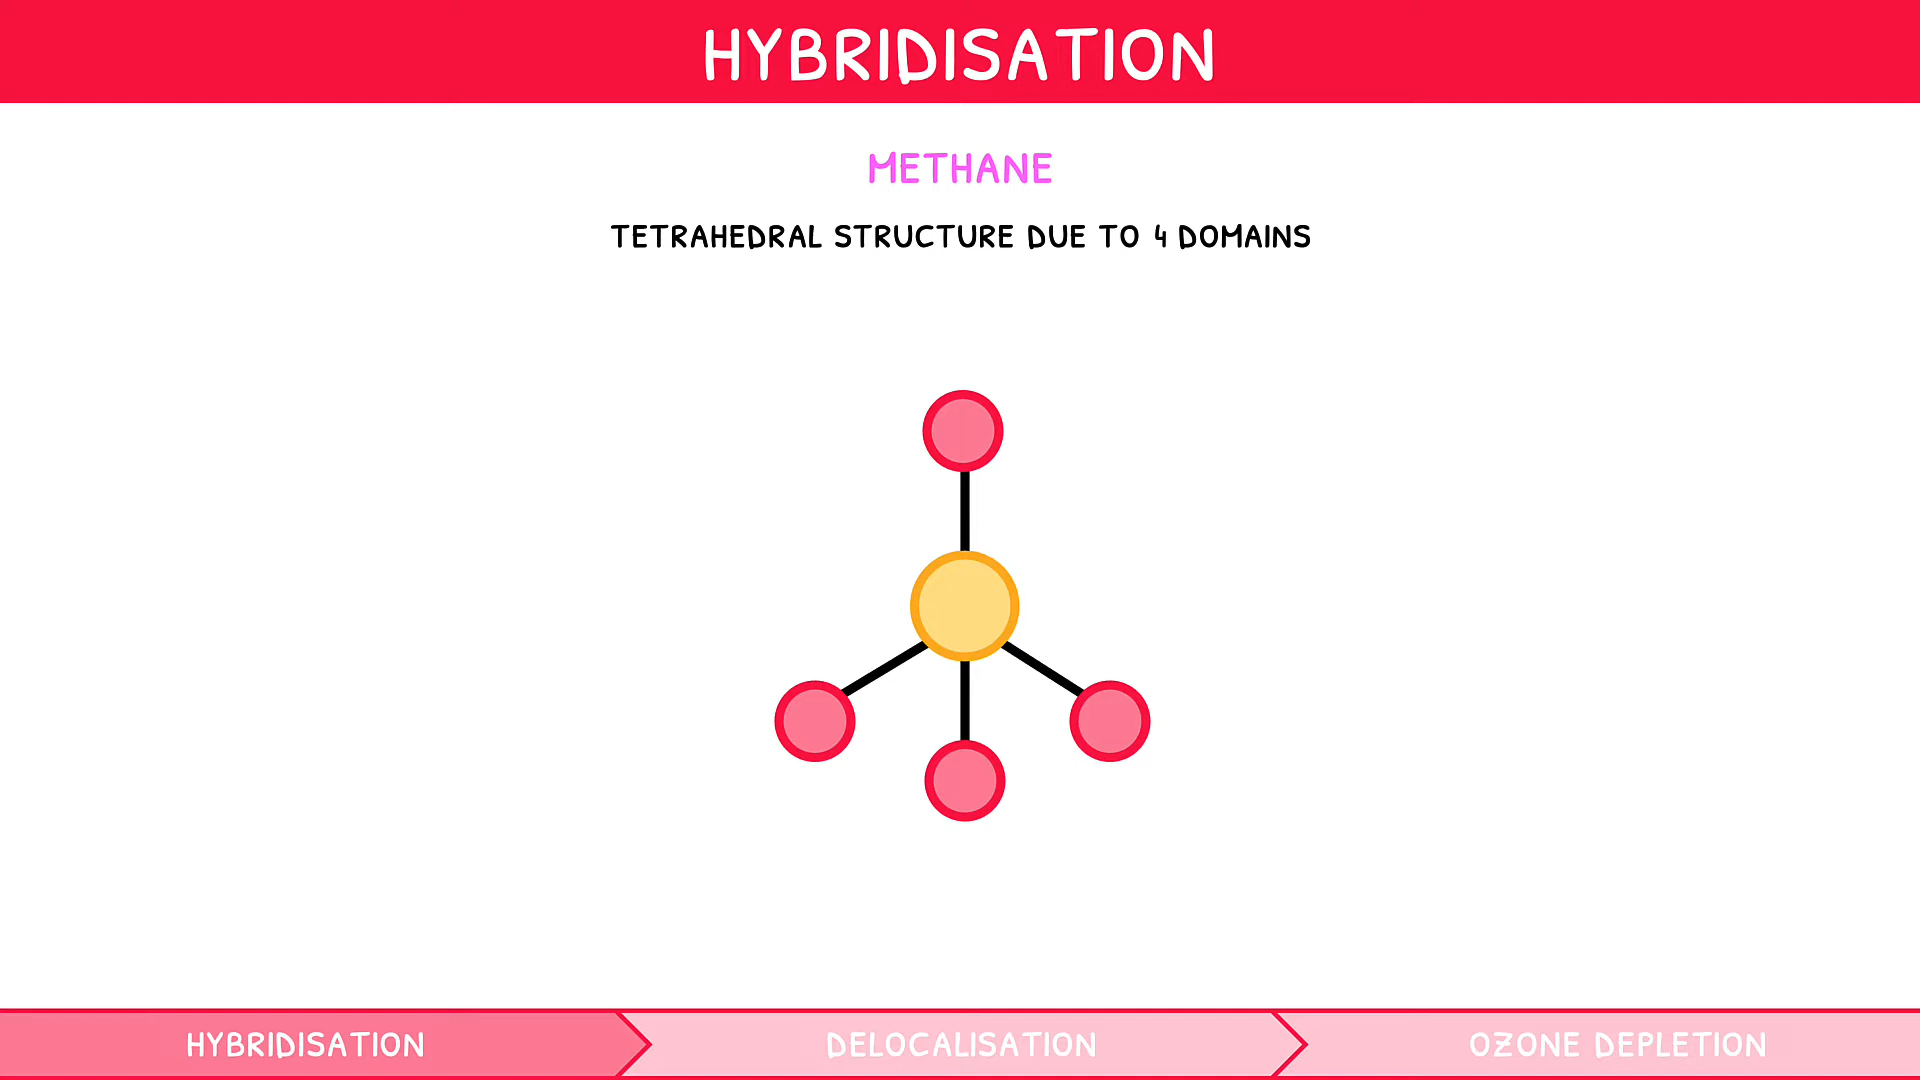 HYBRIDISATION
METHANE
TETRAHEDRAL STRUCTURE DUE TO 4 DOMAINS
HYBRIDISATION
DELOCALISATION
OZONE DEPLETION